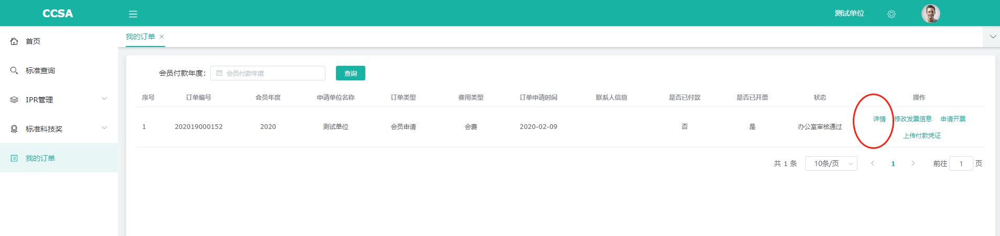 CCSA
测试单位
首页
标准查询
IPR管理
标准科技奖
我的订单
我的订单
会员付款年度：
会员付款年度
查询
序号 订单编号 会员年度 申请单位名称 订单类型 费用类型 订单申请时间 联系人信息 是否已付款 是否已开票 状态 操作
1 202019000152 2020 测试单位 会员申请 会费 2020-02-09 否 是 办公室审核通过 详情 修改发票信息 申请开票
上传付款凭证
共 1 条 10条/页 1 前往 1 页